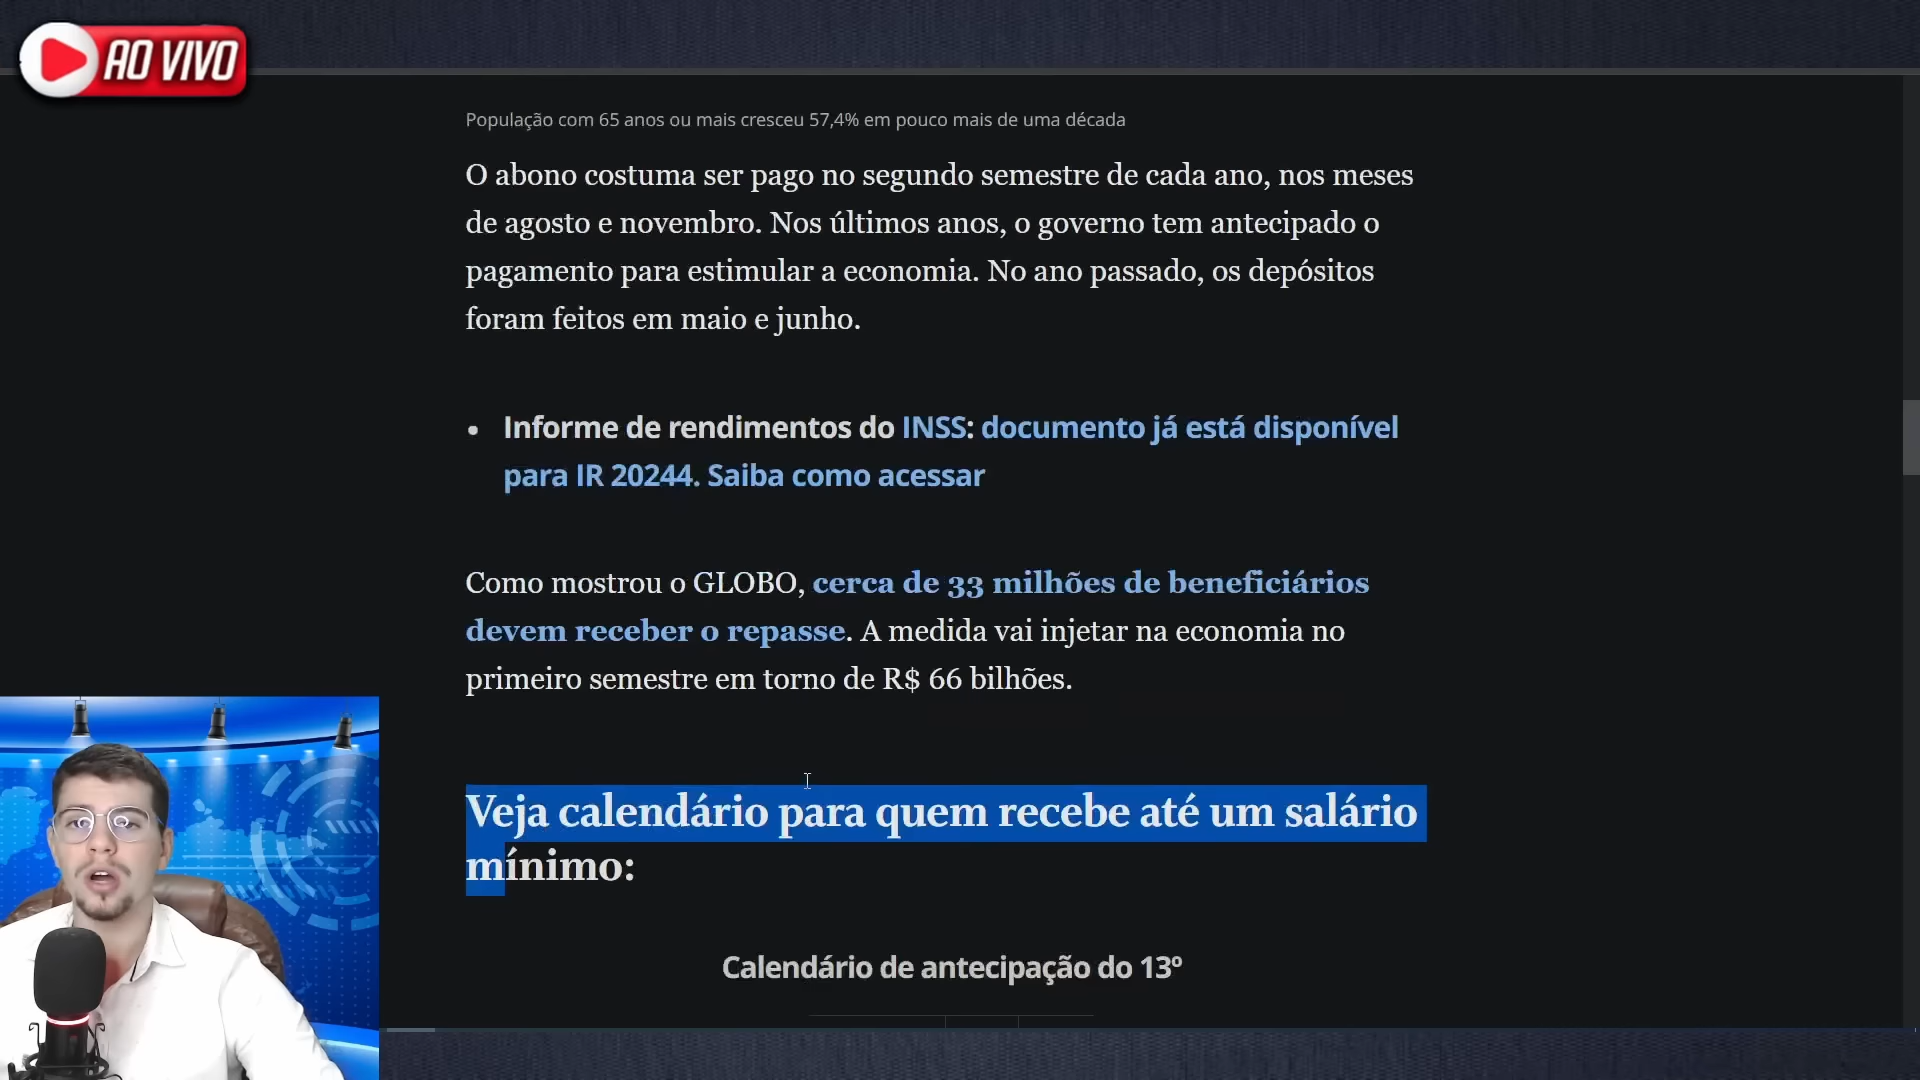 AO VIVO
População com 65 anos ou mais cresceu 57,4% em pouco mais de uma década
O abono costuma ser pago no segundo semestre de cada ano, nos meses
de agosto e novembro. Nos últimos anos, o governo tem antecipado o
pagamento para estimular a economia. No ano passado, os depósitos
foram feitos em maio e junho.
• Informe de rendimentos do INSS: documento já está disponível
para IR 20244. Saiba como acessar
Como mostrou o GLOBO, cerca de 33 milhões de beneficiários
devem receber o repasse. A medida vai injetar na economia no
primeiro semestre em torno de R$ 66 bilhões.
Veja calendário para quem recebe até um salário
mínimo:
Calendário de antecipação do 13º